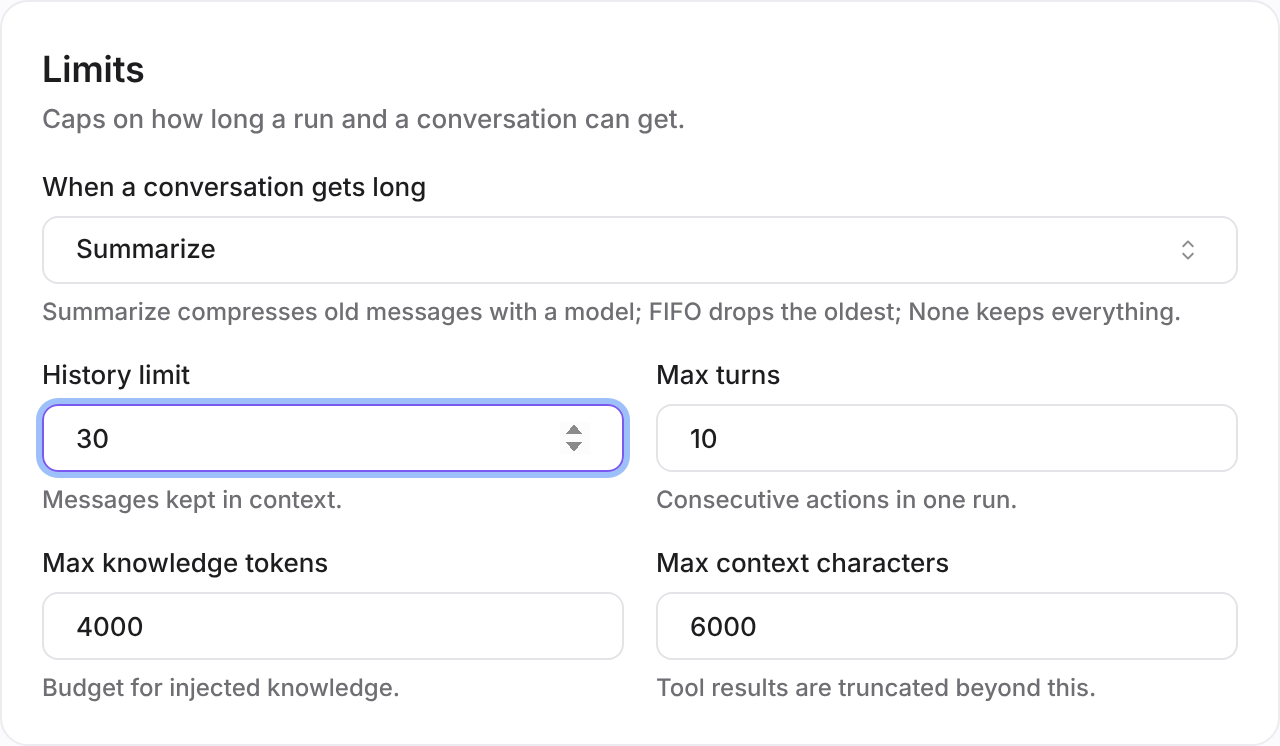 Limits
Caps on how long a run and a conversation can get.
When a conversation gets long
Summarize
Summarize compresses old messages with a model; FIFO drops the oldest; None keeps everything.
History limit
Max turns
30
10
Messages kept in context.
Consecutive actions in one run.
Max knowledge tokens
Max context characters
4000
6000
Budget for injected knowledge.
Tool results are truncated beyond this.